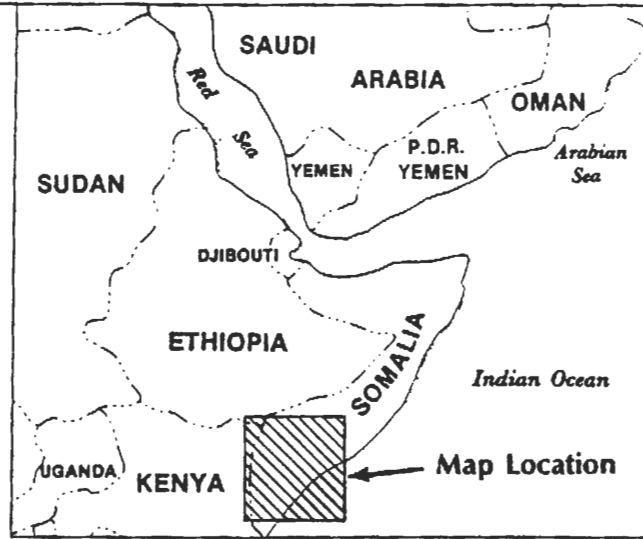 SAUDI
ARABIA
Red
Sea
OMAN
P.D.R.
YEMEN
YEMEN
Arabian
Sea
SUDAN
DJIBOUTI
ETHIOPIA
SOMALIA
Indian Ocean
UGANDA
KENYA
Map Location